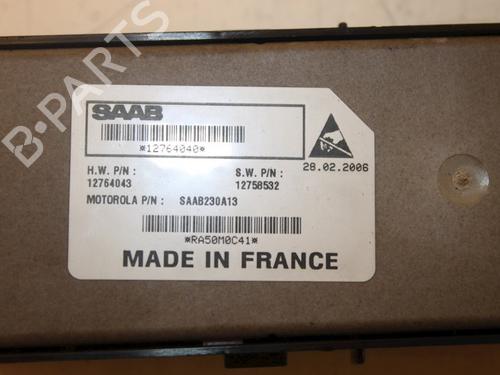 B-PARTS
SAAB
*12764040*
28.02.2006
H.W. P/N :
12764043
S.W. P/N :
12758532
MOTOROLA P/N : SAAB230A13
*RA50M0C41*
MADE IN FRANCE